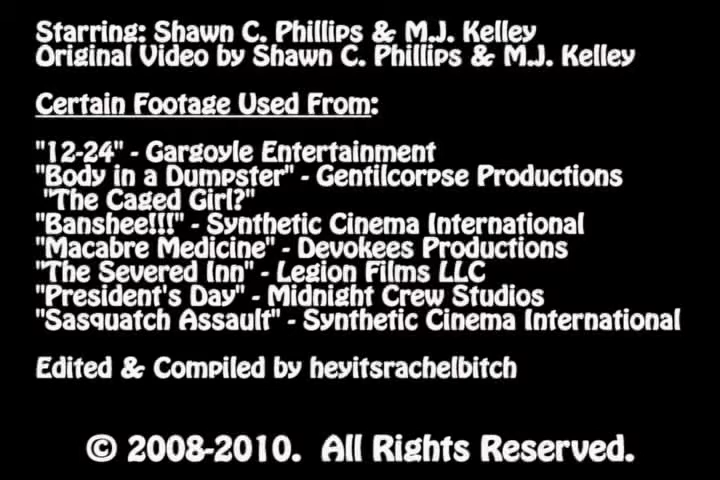 Starring: Shawn C. Phillips & M.J. Kelley
Original Video by Shawn C. Phillips & M.J. Kelley
Certain Footage Used From:
"12-24" - Gargoyle Entertainment
"Body in a Dumpster" - Gentilcorpse Productions
"The Caged Girl?"
"Banshee!!!" - Synthetic Cinema International
"Macabre Medicine" - Devokees Productions
"The Severed Inn" - Legion Films LLC
"President's Day" - Midnight Crew Studios
"Sasquatch Assault" - Synthetic Cinema International
Edited & Compiled by heyitsrachelbitch
© 2008-2010.  All Rights Reserved.